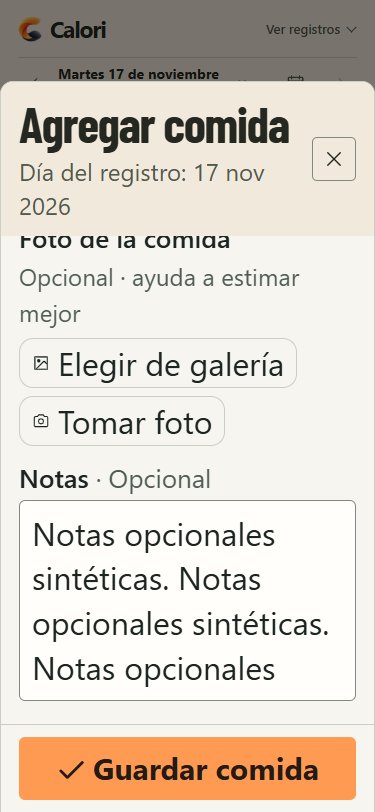 Calori
Ver registros
Martes 17 de noviembre
Agregar comida
Día del registro: 17 nov
2026
Foto de la comida
Opcional · ayuda a estimar
mejor
Elegir de galería
Tomar foto
Notas · Opcional
Notas opcionales
sintéticas. Notas
opcionales sintéticas.
Notas opcionales
Guardar comida